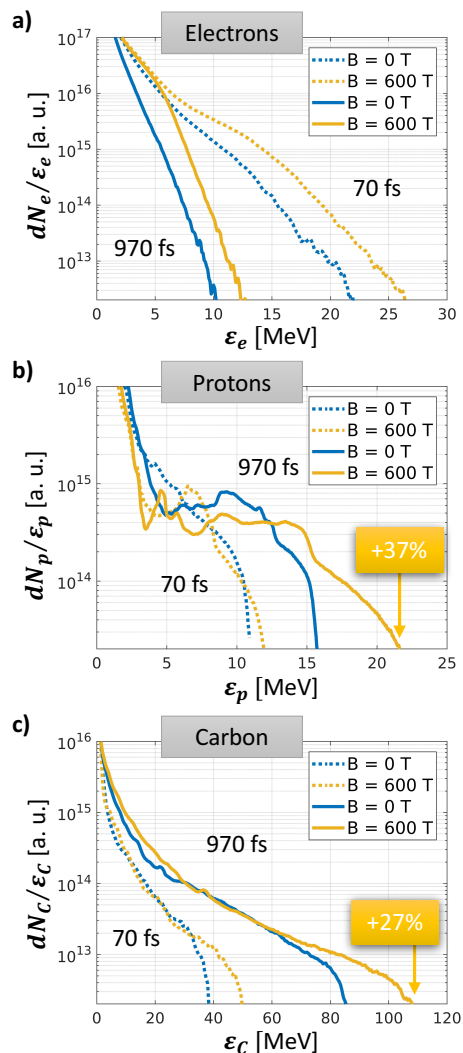 a)
Electrons
10^17
10^16
10^15
10^14
10^13
dN_e/ε_e [a. u.]
B = 0 T
B = 600 T
B = 0 T
B = 600 T
70 fs
970 fs
0 5 10 15 20 25 30
ε_e [MeV]
b)
Protons
10^16
10^15
10^14
dN_p/ε_p [a. u.]
B = 0 T
B = 600 T
B = 0 T
B = 600 T
970 fs
+37%
70 fs
0 5 10 15 20 25
ε_p [MeV]
c)
Carbon
10^16
10^15
10^14
10^13
dN_C/ε_C [a. u.]
B = 0 T
B = 600 T
B = 0 T
B = 600 T
970 fs
+27%
70 fs
0 20 40 60 80 100 120
ε_C [MeV]